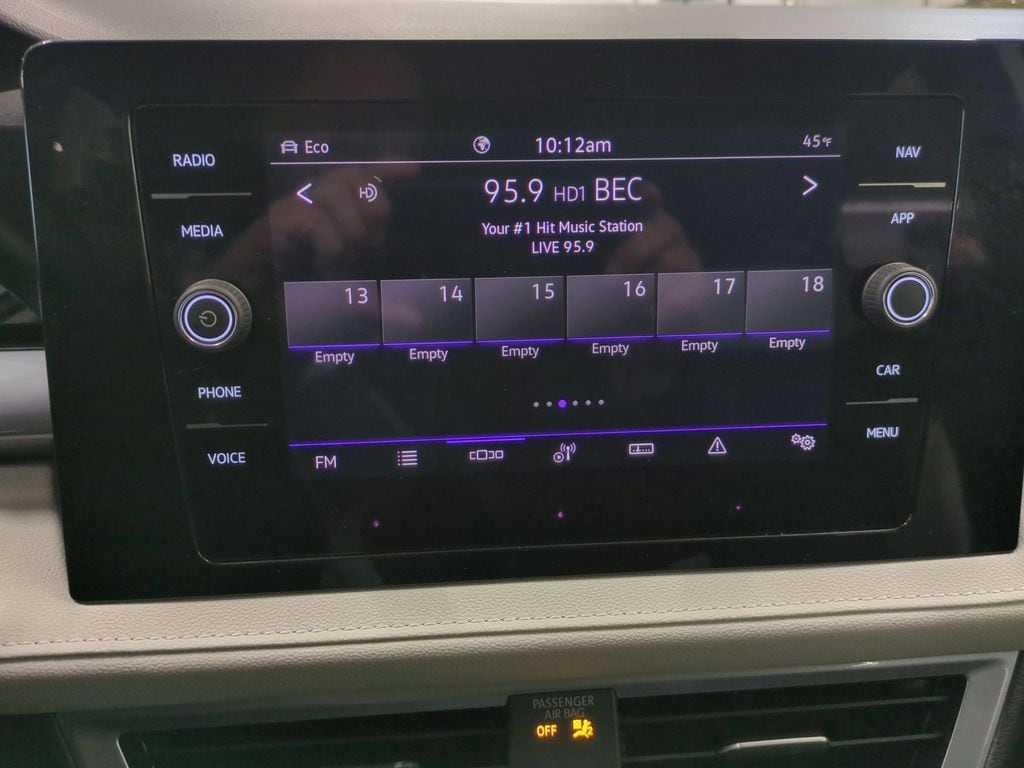 RADIO
MEDIA
PHONE
VOICE
Eco
10:12am
45°F
HD
95.9 HD1 BEC
Your #1 Hit Music Station
LIVE 95.9
13 14 15 16 17 18
Empty Empty Empty Empty Empty Empty
FM
NAV
APP
CAR
MENU
PASSENGER
AIR BAG
OFF